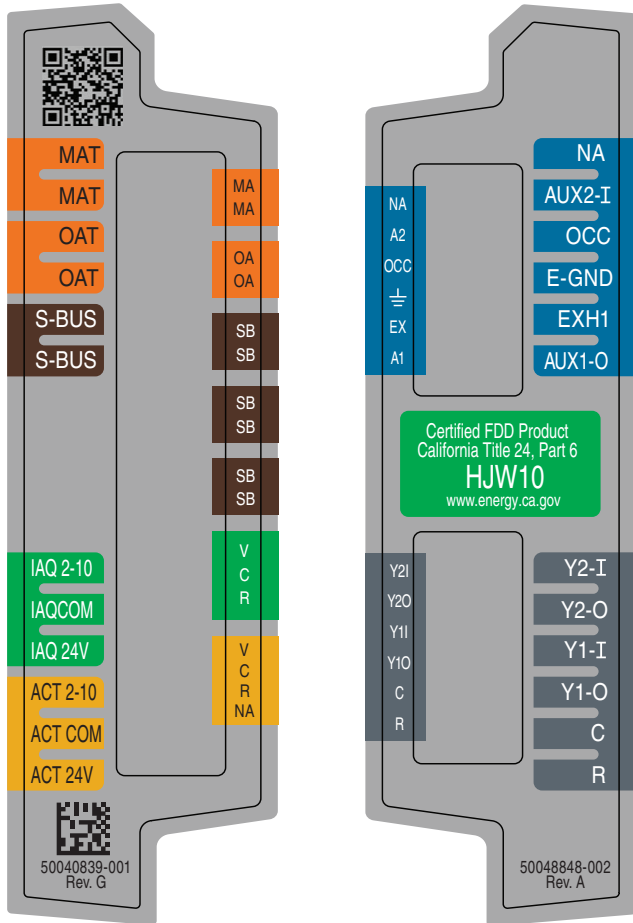 MAT
MAT
OAT
OAT
S-BUS
S-BUS
IAQ 2-10
IAQCOM
IAQ 24V
ACT 2-10
ACT COM
ACT 24V
50040839-001
Rev. G
MA
MA
OA
OA
SB
SB
SB
SB
SB
SB
V
C
R
V
C
R
NA
NA
A2
OCC
EX
A1
NA
AUX2-I
OCC
E-GND
EXH1
AUX1-O
Certified FDD Product
California Title 24, Part 6
HJW10
www.energy.ca.gov
Y2I
Y2O
Y1I
Y1O
C
R
Y2-I
Y2-O
Y1-I
Y1-O
C
R
50048848-002
Rev. A